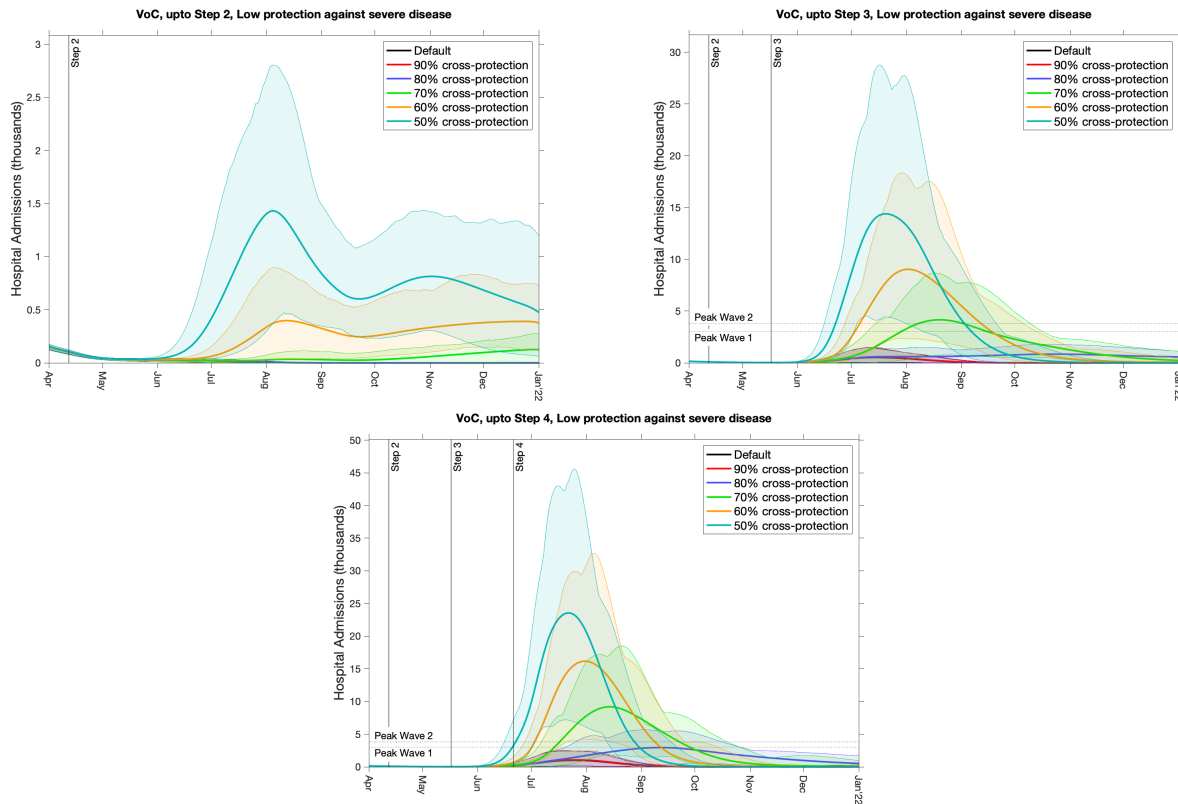 VoC, upto Step 2, Low protection against severe disease
Hospital Admissions (thousands)
3
2.5
2
1.5
1
0.5
0
Step 2
Default
90% cross-protection
80% cross-protection
70% cross-protection
60% cross-protection
50% cross-protection
Apr
May
Jun
Jul
Aug
Sep
Oct
Nov
Dec
Jan'22
VoC, upto Step 3, Low protection against severe disease
Hospital Admissions (thousands)
30
25
20
15
10
5
0
Step 2
Step 3
Default
90% cross-protection
80% cross-protection
70% cross-protection
60% cross-protection
50% cross-protection
Peak Wave 2
Peak Wave 1
Apr
May
Jun
Jul
Aug
Sep
Oct
Nov
Dec
VoC, upto Step 4, Low protection against severe disease
Hospital Admissions (thousands)
50
45
40
35
30
25
20
15
10
5
0
Step 2
Step 3
Step 4
Default
90% cross-protection
80% cross-protection
70% cross-protection
60% cross-protection
50% cross-protection
Peak Wave 2
Peak Wave 1
Apr
May
Jun
Jul
Aug
Sep
Oct
Nov
Dec
Jan'22